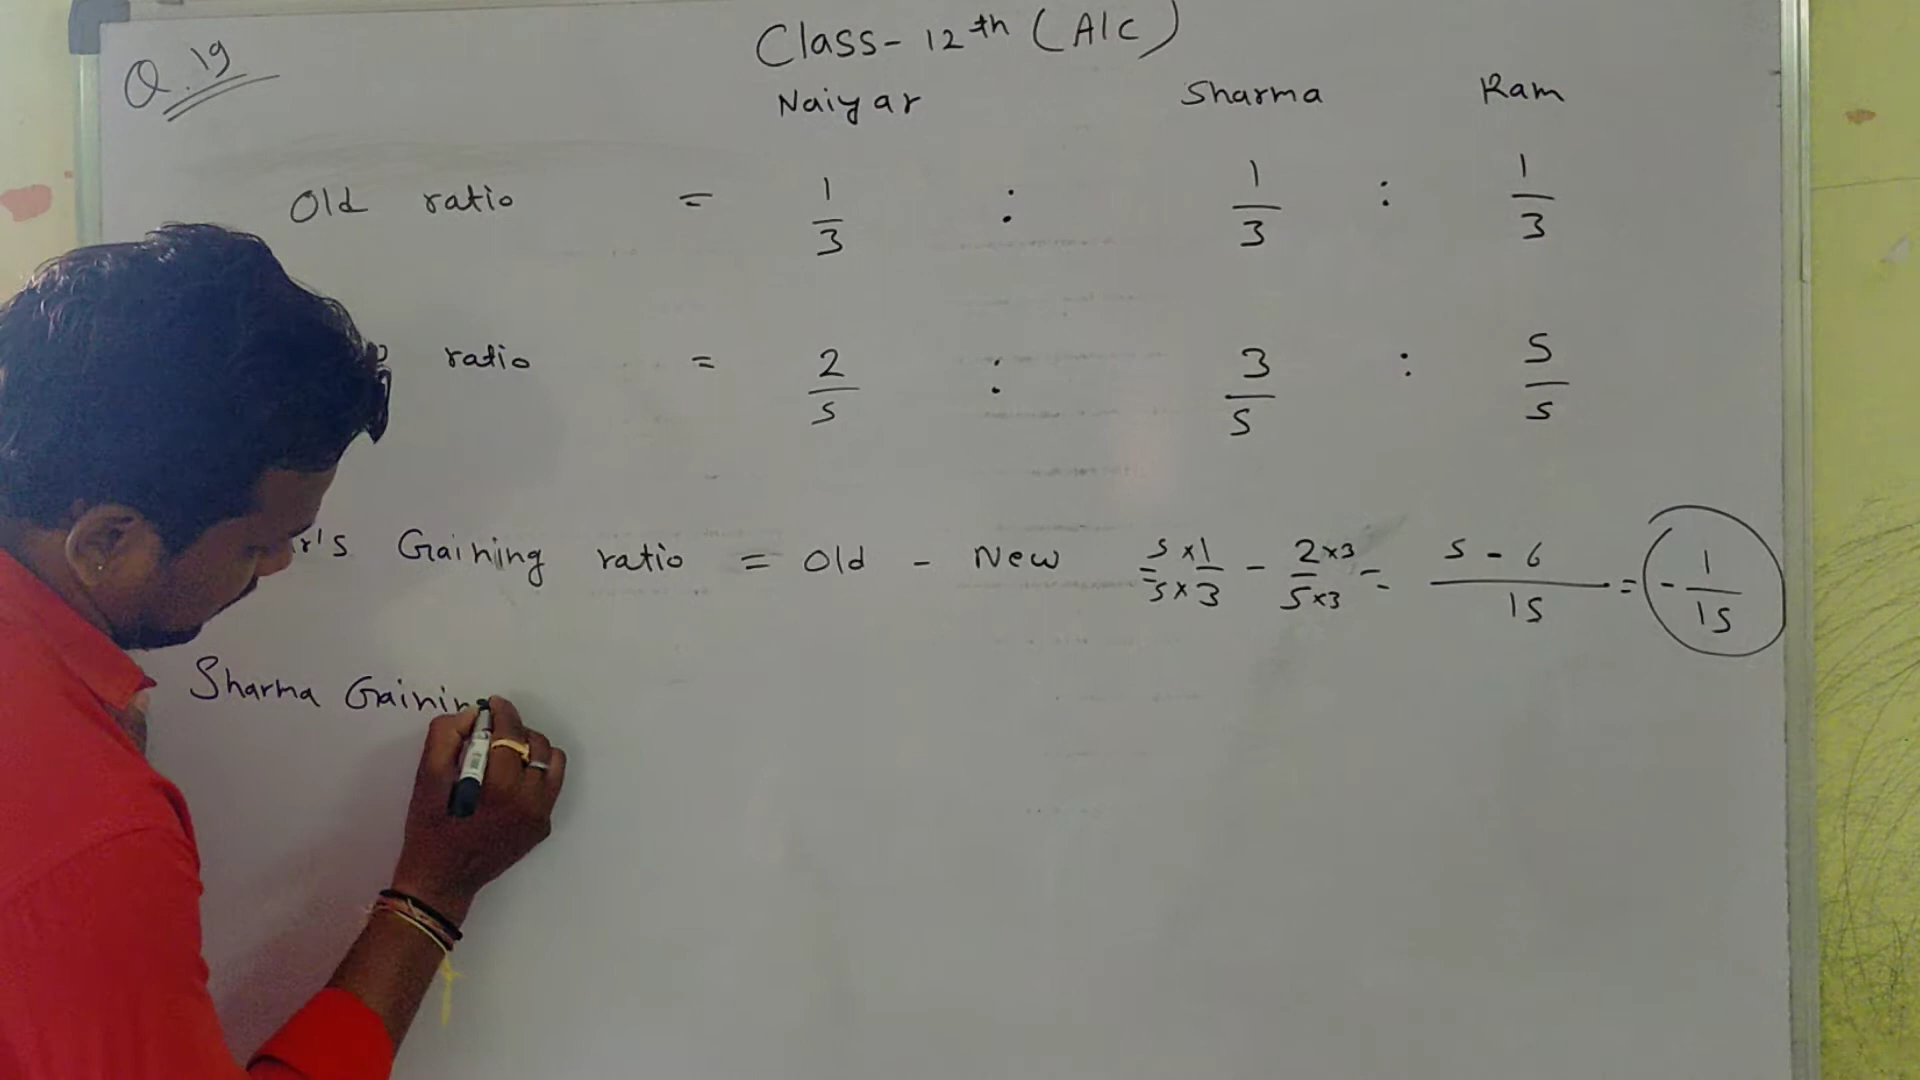 Q.19
Class- 12th (A/C)
Naiyar Sharma Ram
Old ratio = 1/3 : 1/3 : 1/3
ratio = 2/5 : 3/5 : 5/5
r's Gaining ratio = Old - New = 5×1/5×3 - 2×3/5×3 = 5-6/15 = -1/15
Sharma Gaining